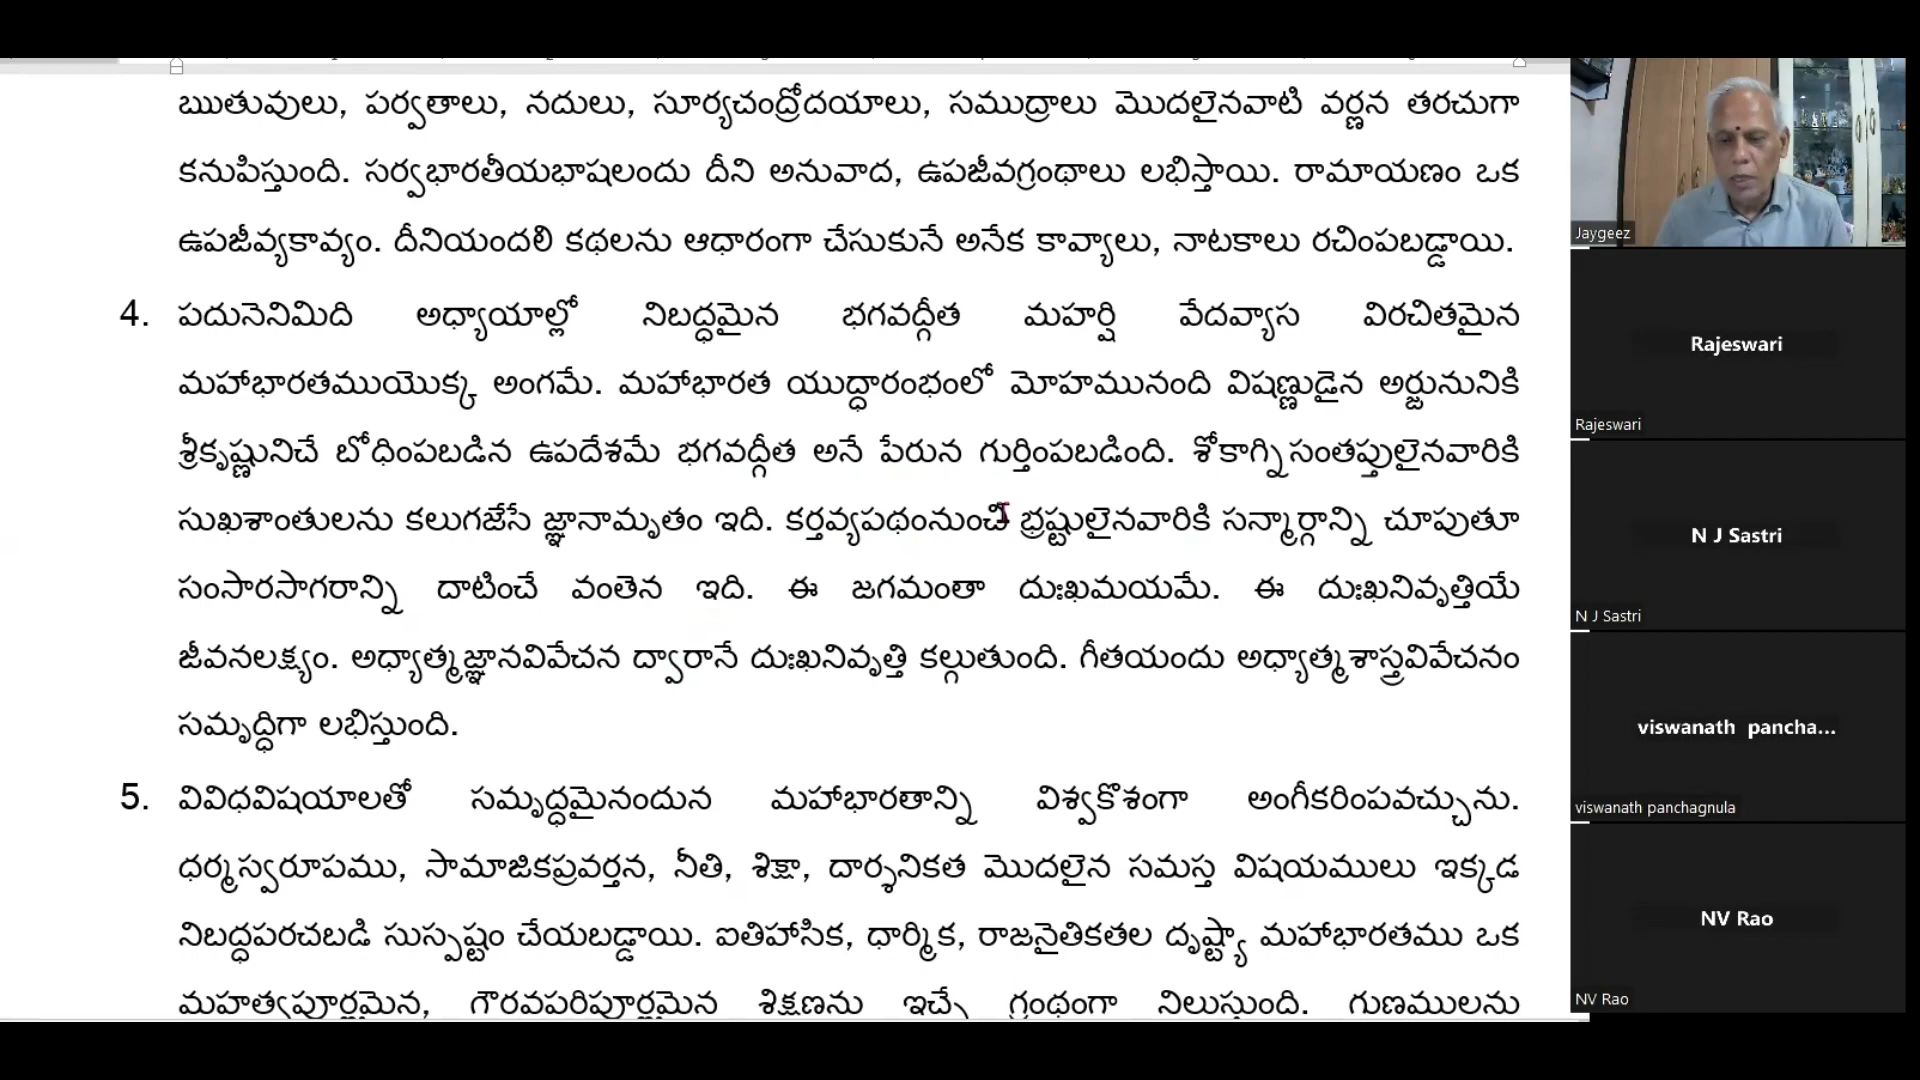 ఋతువులు, పర్వతాలు, నదులు, సూర్యచంద్రోదయాలు, సముద్రాలు మొదలైనవాటి వర్ణన తరచుగా
కనుపిస్తుంది. సర్వభారతీయభాషలందు దీని అనువాద, ఉపజీవగ్రంథాలు లభిస్తాయి. రామాయణం ఒక
ఉపజీవ్యకావ్యం. దీనియందలి కథలను ఆధారంగా చేసుకునే అనేక కావ్యాలు, నాటకాలు రచింపబడ్డాయి.
4. పదునెనిమిది అధ్యాయాల్లో నిబద్ధమైన భగవద్గీత మహర్షి వేదవ్యాస విరచితమైన
మహాభారతముయొక్క అంగమే. మహాభారత యుద్ధారంభంలో మోహమునంది విషణ్ణుడైన అర్జునునికి
శ్రీకృష్ణునిచే బోధింపబడిన ఉపదేశమే భగవద్గీత అనే పేరున గుర్తింపబడింది. శోకాగ్నిసంతప్తులైనవారికి
సుఖశాంతులను కలుగజేసే జ్ఞానామృతం ఇది. కర్తవ్యపథంనుంచి భ్రష్టులైనవారికి సన్మార్గాన్ని చూపుతూ
సంసారసాగరాన్ని దాటించే వంతెన ఇది. ఈ జగమంతా దుఃఖమయమే. ఈ దుఃఖనివృత్తియే
జీవనలక్ష్యం. అధ్యాత్మజ్ఞానవివేచన ద్వారానే దుఃఖనివృత్తి కల్గుతుంది. గీతయందు అధ్యాత్మశాస్త్రవివేచనం
సమృద్ధిగా లభిస్తుంది.
5. వివిధవిషయాలతో సమృద్ధమైనందున మహాభారతాన్ని విశ్వకోశంగా అంగీకరింపవచ్చును.
ధర్మస్వరూపము, సామాజికప్రవర్తన, నీతి, శిక్షా, దార్శనికత మొదలైన సమస్త విషయములు ఇక్కడ
నిబద్ధపరచబడి సుస్పష్టం చేయబడ్డాయి. ఐతిహాసిక, ధార్మిక, రాజనైతికతల దృష్ట్యా మహాభారతము ఒక
మహత్వపూర్ణమైన, గౌరవపరిపూర్ణమైన శిక్షణను ఇచ్చే గ్రంథంగా నిలుస్తుంది. గుణములను
Jaygeez
Rajeswari
Rajeswari
N J Sastri
N J Sastri
viswanath pancha...
viswanath panchagnula
NV Rao
NV Rao